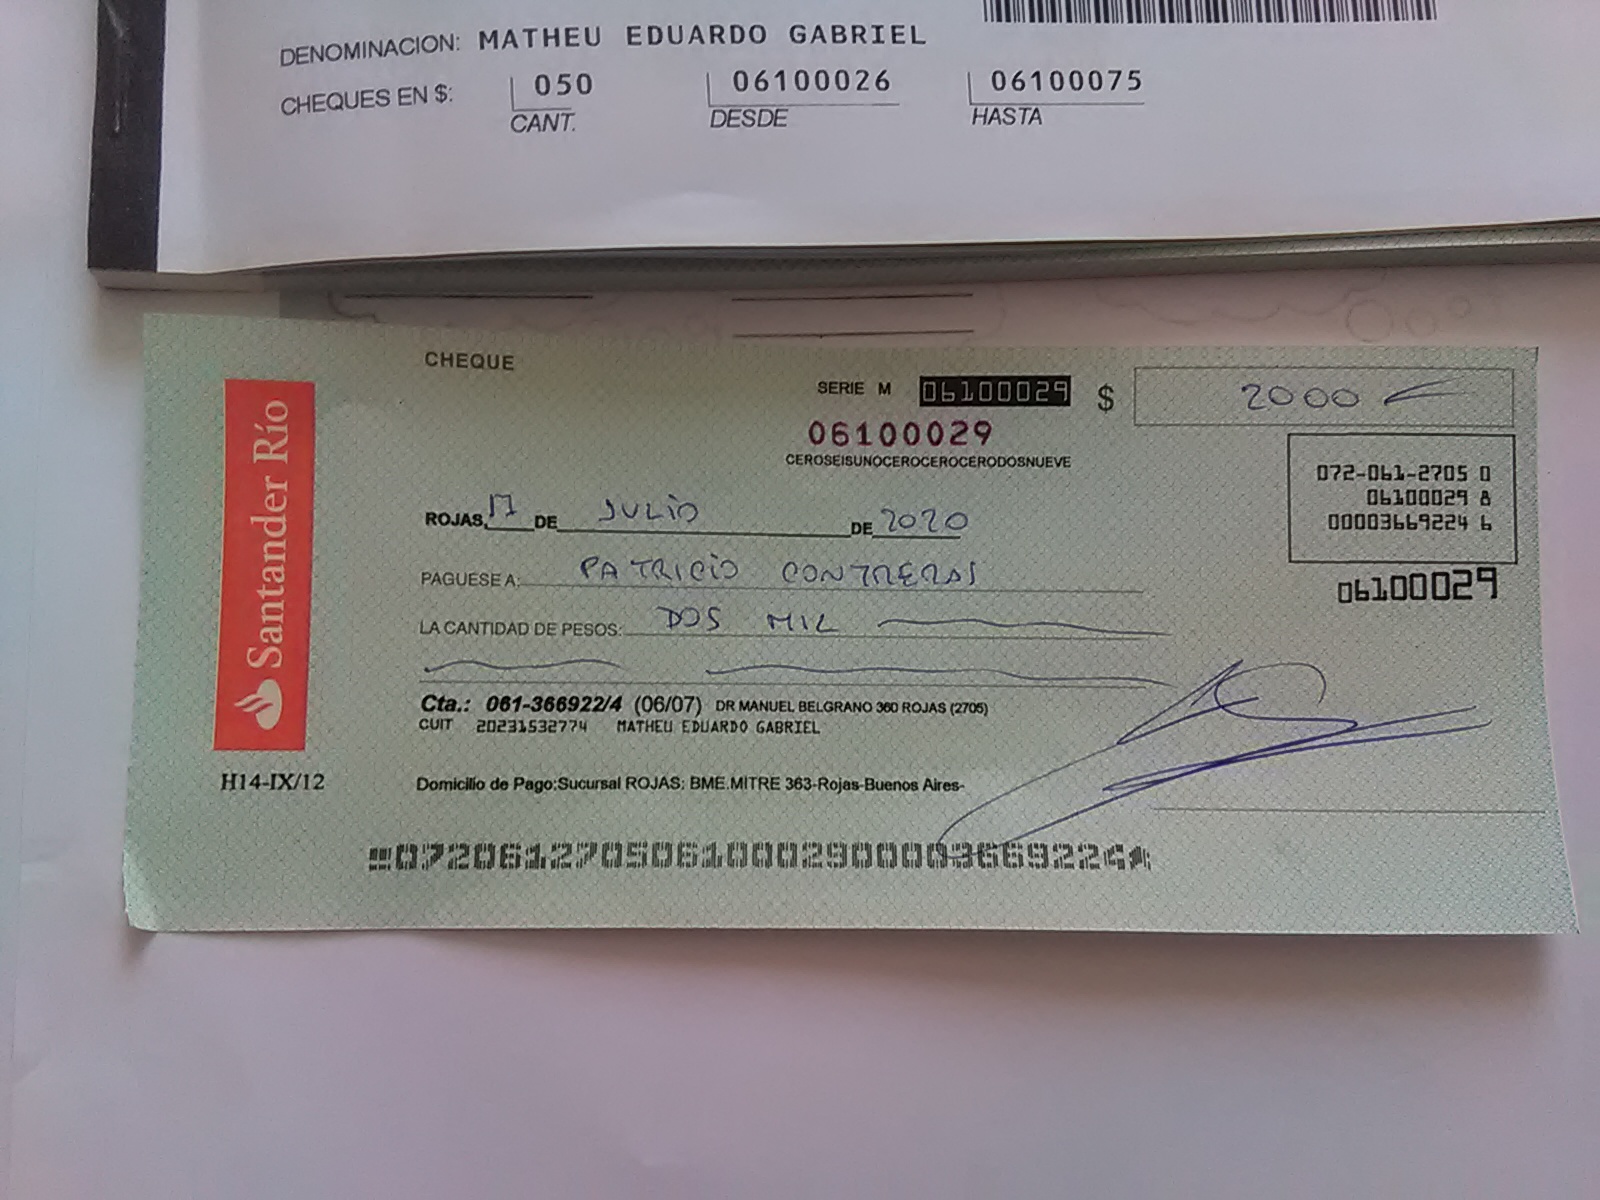 DENOMINACION: MATHEU EDUARDO GABRIEL
CHEQUES EN $: 050 06100026 06100075
CANT. DESDE HASTA
CHEQUE
SERIE M 06100029 $ 2000
06100029
CEROSEISUNOCEROCEROCERODOSNUEVE
072-061-2705 0
06100029 8
00003669224 6
06100029
ROJAS, 17 DE JULIO DE 2020
PAGUESE A: PATRICIO CONTRERAS
LA CANTIDAD DE PESOS: DOS MIL
Cta.: 061-366922/4 (06/07) DR MANUEL BELGRANO 360 ROJAS (2705)
CUIT 20231532774 MATHEU EDUARDO GABRIEL
Domicilio de Pago:Sucursal ROJAS: BME.MITRE 363-Rojas-Buenos Aires-
Santander Río
H14-IX/12
07206127050610002900003669224